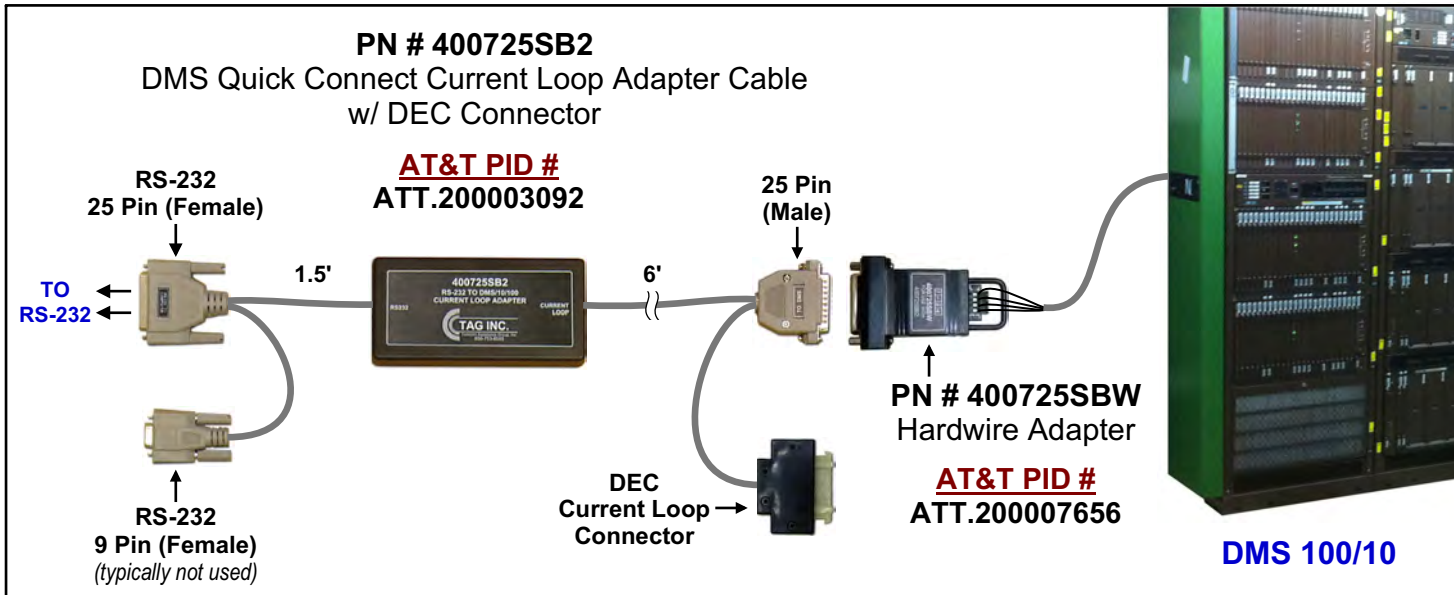 PN # 400725SB2
DMS Quick Connect Current Loop Adapter Cable
w/ DEC Connector
AT&T PID #
ATT.200003092
RS-232
25 Pin (Female)
25 Pin
(Male)
TO
RS-232
1.5'
6'
400725SB2
RS-232 TO DMS/10/100
CURRENT LOOP ADAPTER
RS232
CURRENT
LOOP
TAG INC.
PN # 400725SBW
Hardwire Adapter
AT&T PID #
ATT.200007656
DEC
Current Loop
Connector
RS-232
9 Pin (Female)
(typically not used)
DMS 100/10